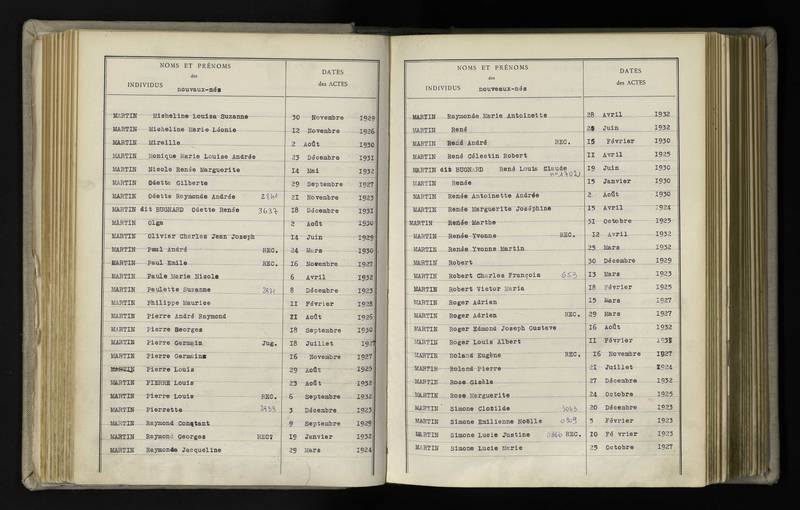 NOMS ET PRÉNOMS
des
INDIVIDUS nouvaux-nés
DATES
des ACTES
MARTIN Micheline Louise Suzanne 30 Novembre 1929
MARTIN Micheline Marie Léonie 12 Novembre 1926
MARTIN Mireille 2 Août 1930
MARTIN Monique Marie Louise Andrée 23 Décembre 1931
MARTIN Nicole Renée Marguerite 14 Mai 1932
MARTIN Odette Gilberte 29 Septembre 1927
MARTIN Odette Raymonde Andrée 21 Novembre 1923
MARTIN dit BUGNARD Odette Renée 3637 18 Décembre 1931
MARTIN Olga 2 Août 1930
MARTIN Olivier Charles Jean Joseph 14 Juin 1929
MARTIN Paul André REC. 24 Mars 1930
MARTIN Paul Emile REC. 16 Novembre 1927
MARTIN Paule Marie Nicole 6 Avril 1932
MARTIN Paulette Suzanne 8 Décembre 1923
MARTIN Philippe Maurice 11 Février 1928
MARTIN Pierre André Raymond 21 Août 1926
MARTIN Pierre Georges 18 Septembre 1930
MARTIN Pierre Germain Jug. 18 Juillet 1927
MARTIN Pierre Germaine 16 Novembre 1927
MARTIN Pierre Louis 29 Août 1925
MARTIN PIERRE Louis 23 Août 1932
MARTIN Pierre Louis REC. 6 Septembre 1932
MARTIN Pierrette 3 Décembre 1923
MARTIN Raymond Constant 9 Septembre 1929
MARTIN Raymond Georges REC. 19 Janvier 1932
MARTIN Raymonde Jacqueline 29 Mars 1924
NOMS ET PRÉNOMS
des
INDIVIDUS nouveaux-nés
DATES
des ACTES
MARTIN Raymonde Marie Antoinette 28 Avril 1932
MARTIN René Juin 1932
MARTIN René André REC. 15 Février 1930
MARTIN René Célestin Robert 11 Avril 1925
MARTIN dit BUGNARD René Louis Claude 19 Juin 1930
MARTIN Renée 15 Janvier 1930
MARTIN Renée Antoinette Andrée 2 Août 1930
MARTIN Renée Marguerite Joséphine 15 Avril 1924
MARTIN Renée Marthe 31 Octobre 1925
MARTIN Renée Yvonne REC. 12 Avril 1932
MARTIN Renée Yvonne Martin 25 Mars 1932
MARTIN Robert 30 Décembre 1929
MARTIN Robert Charles François 653 13 Mars 1923
MARTIN Robert Victor Marie 18 Février 1925
MARTIN Roger Adrien 15 Mars 1927
MARTIN Roger Adrien REC. 29 Mars 1927
MARTIN Roger Edmond Joseph Gustave 16 Août 1932
MARTIN Roger Louis Albert 11 Février
MARTIN Roland Eugène REC. 16 Novembre 1927
MARTIN Roland Pierre 21 Juillet 1924
MARTIN Rose Gisèle 27 Décembre 1932
MARTIN Rose Marguerite 24 Octobre 1925
MARTIN Simone Clotilde 20 Décembre 1923
MARTIN Simone Emilienne Noëlle 5 Février 1923
MARTIN Simone Lucie Justine REC. 10 Fé vrier 1923
MARTIN Simone Lucie Marie 25 Octobre 1927